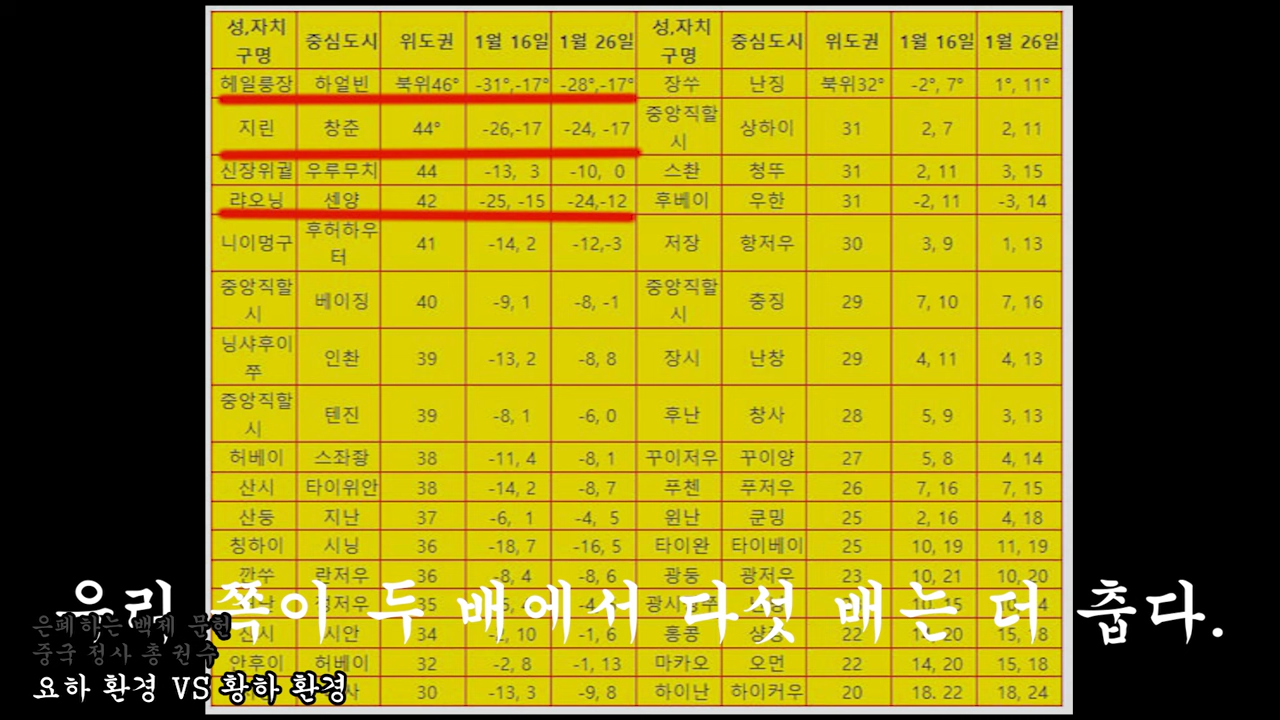 성,자치구명 중심도시 위도권 1월 16일 1월 26일 성,자치구명 중심도시 위도권 1월 16일 1월 26일
헤일룽장 하얼빈 북위46° -31°,-17° -28°,-17° 장쑤 난징 북위32° -2°, 7° 1°, 11°
지린 창춘 44° -26,-17 -24, -17 중앙직할시 상하이 31 2, 7 2, 11
신장위궐 우루무치 44 -13, 3 -10, 0 스촨 청뚜 31 2, 11 3, 15
랴오닝 센양 42 -25, -15 -24,-12 후베이 우한 31 -2, 11 -3, 14
니이멍구 후허하우터 41 -14, 2 -12,-3 저장 항저우 30 3, 9 1, 13
중앙직할시 베이징 40 -9, 1 -8, -1 중앙직할시 충징 29 7, 10 7, 16
닝샤후이쭈 인촨 39 -13, 2 -8, 8 장시 난창 29 4, 11 4, 13
중앙직할시 텐진 39 -8, 1 -6, 0 후난 창사 28 5, 9 3, 13
허베이 스좌좡 38 -11, 4 -8, 1 꾸이저우 꾸이양 27 5, 8 4, 14
산시 타이위안 38 -14, 2 -8, 7 푸첸 푸저우 26 7, 16 7, 15
산둥 지난 37 -6, 1 -4, 5 윈난 쿤밍 25 2, 16 4, 18
칭하이 시닝 36 -18, 7 -16, 5 타이완 타이베이 25 10, 19 11, 19
깐쑤 란저우 36 -8, 4 -8, 6 광둥 광저우 23 10, 21 10, 20
정저우 35
시안 34 2, 10 -1, 6 홍콩 22 15, 18
안후이 허베이 32 -2, 8 -1, 13 마카오 오먼 22 14, 20 15, 18
30 -13, 3 -9, 8 하이난 하이커우 20 18. 22 18, 24
우리 쪽이 두 배에서 다섯 배는 더 춥다.
은폐하는 백제 문헌
중국 정사 총 권수
요하 환경 VS 황하 환경